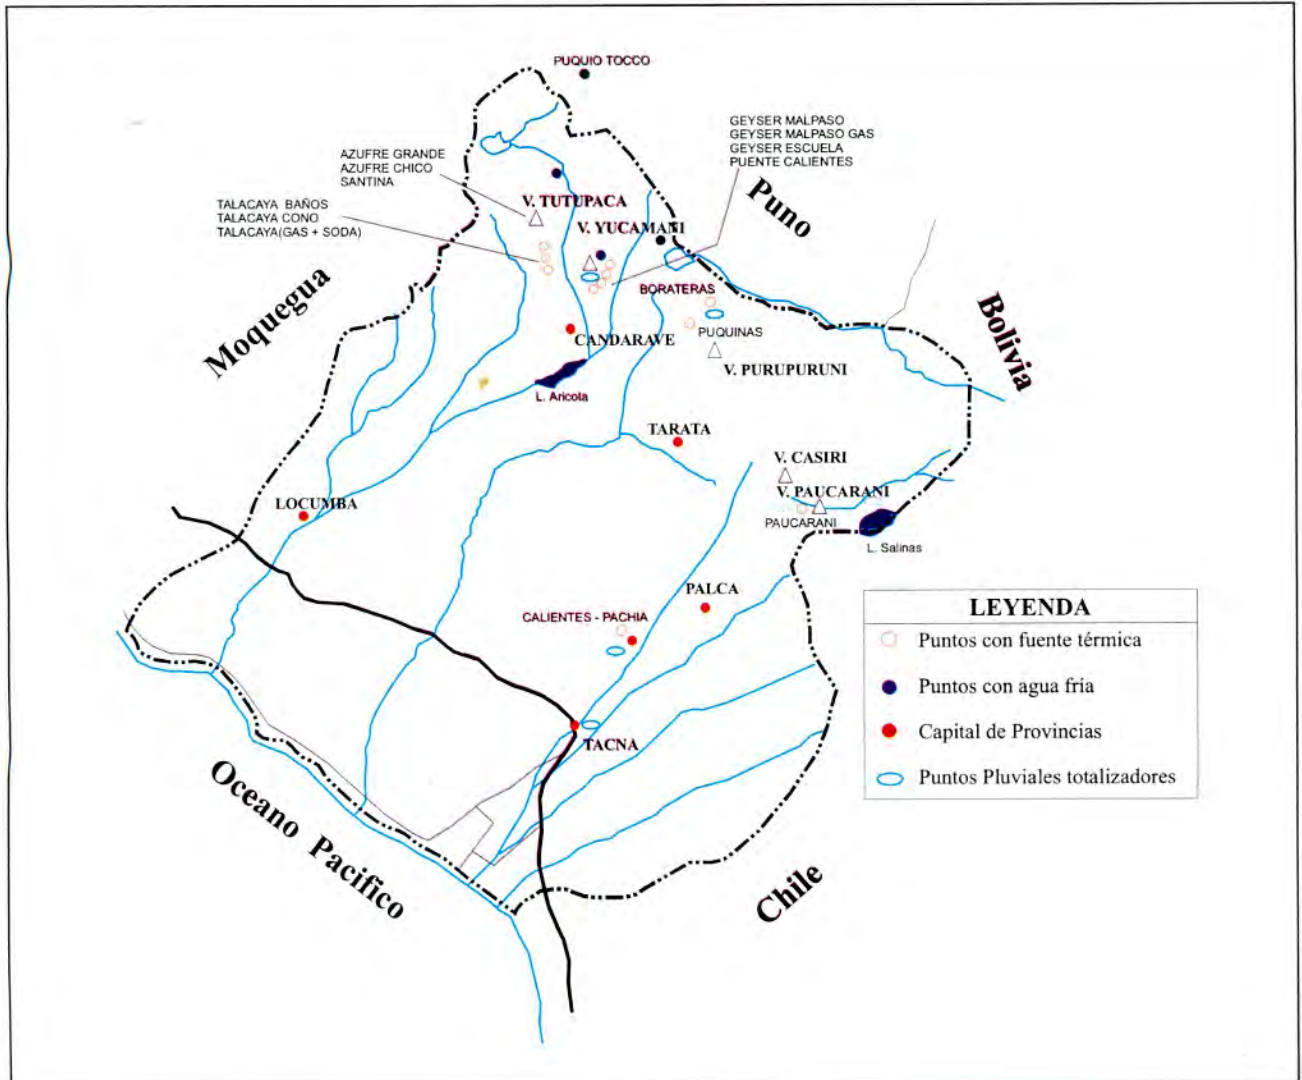 PUQUIO TOCCO
GEYSER MALPASO
GEYSER MALPASO GAS
GEYSER ESCUELA
PUENTE CALIENTES
AZUFRE GRANDE
AZUFRE CHICO
SANTINA
TALACAYA BAÑOS
TALACAYA CONO
TALACAYA(GAS + SODA)
V. TUTUPACA
V. YUCAMANI
Puno
Moquegua
Bolivia
BORATERAS
PUQUINAS
CANDARAVE
V. PURUPURUNI
L. Aricota
TARATA
V. CASIRI
V. PAUCARANI
PAUCARANI
L. Salinas
LOCUMBA
PALCA
CALIENTES - PACHIA
TACNA
Oceano Pacifico
Chile
LEYENDA
Puntos con fuente térmica
Puntos con agua fria
Capital de Provincias
Puntos Pluviales totalizadores